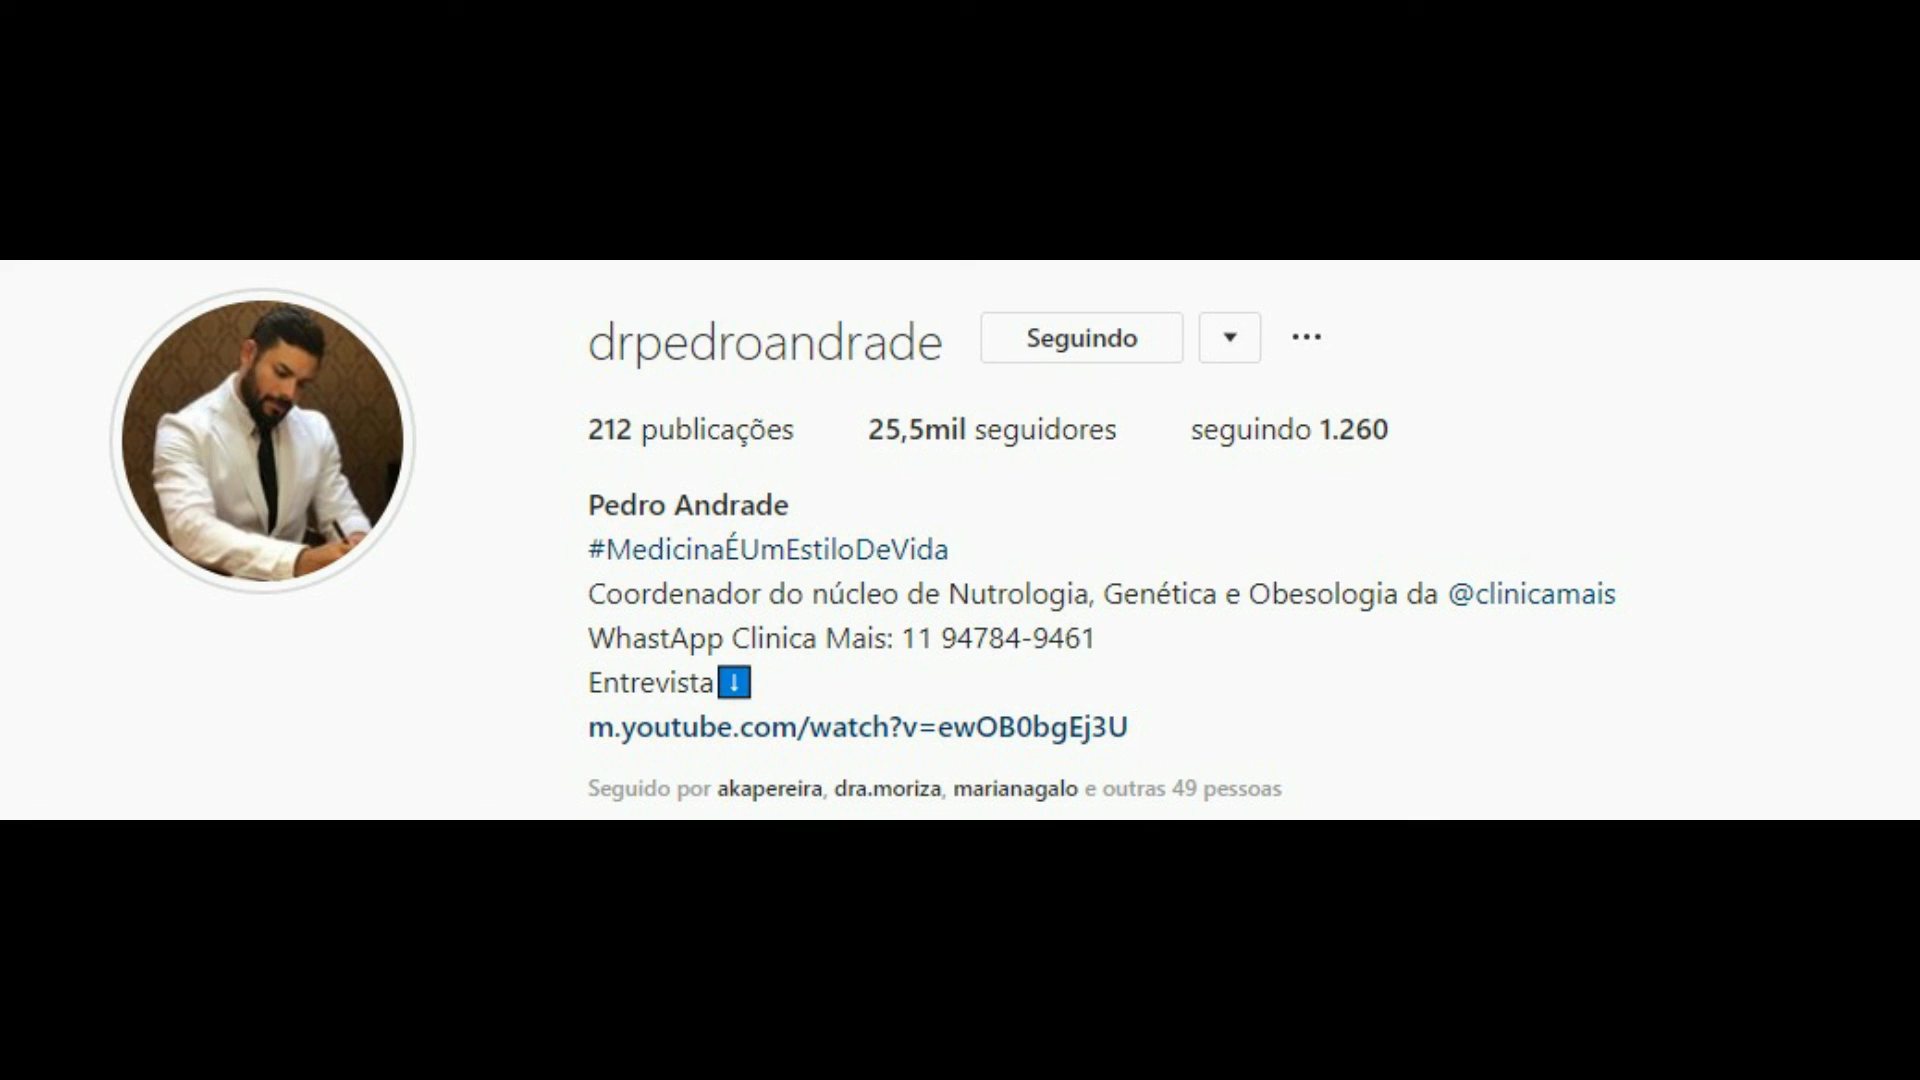 drpedroandrade Seguindo
212 publicações 25,5mil seguidores seguindo 1.260
Pedro Andrade
#MedicinaÉUmEstiloDeVida
Coordenador do núcleo de Nutrologia, Genética e Obesologia da @clinicamais
WhastApp Clinica Mais: 11 94784-9461
Entrevista⬇️
m.youtube.com/watch?v=ewOB0bgEj3U
Seguido por akapereira, dra.moriza, marianagalo e outras 49 pessoas